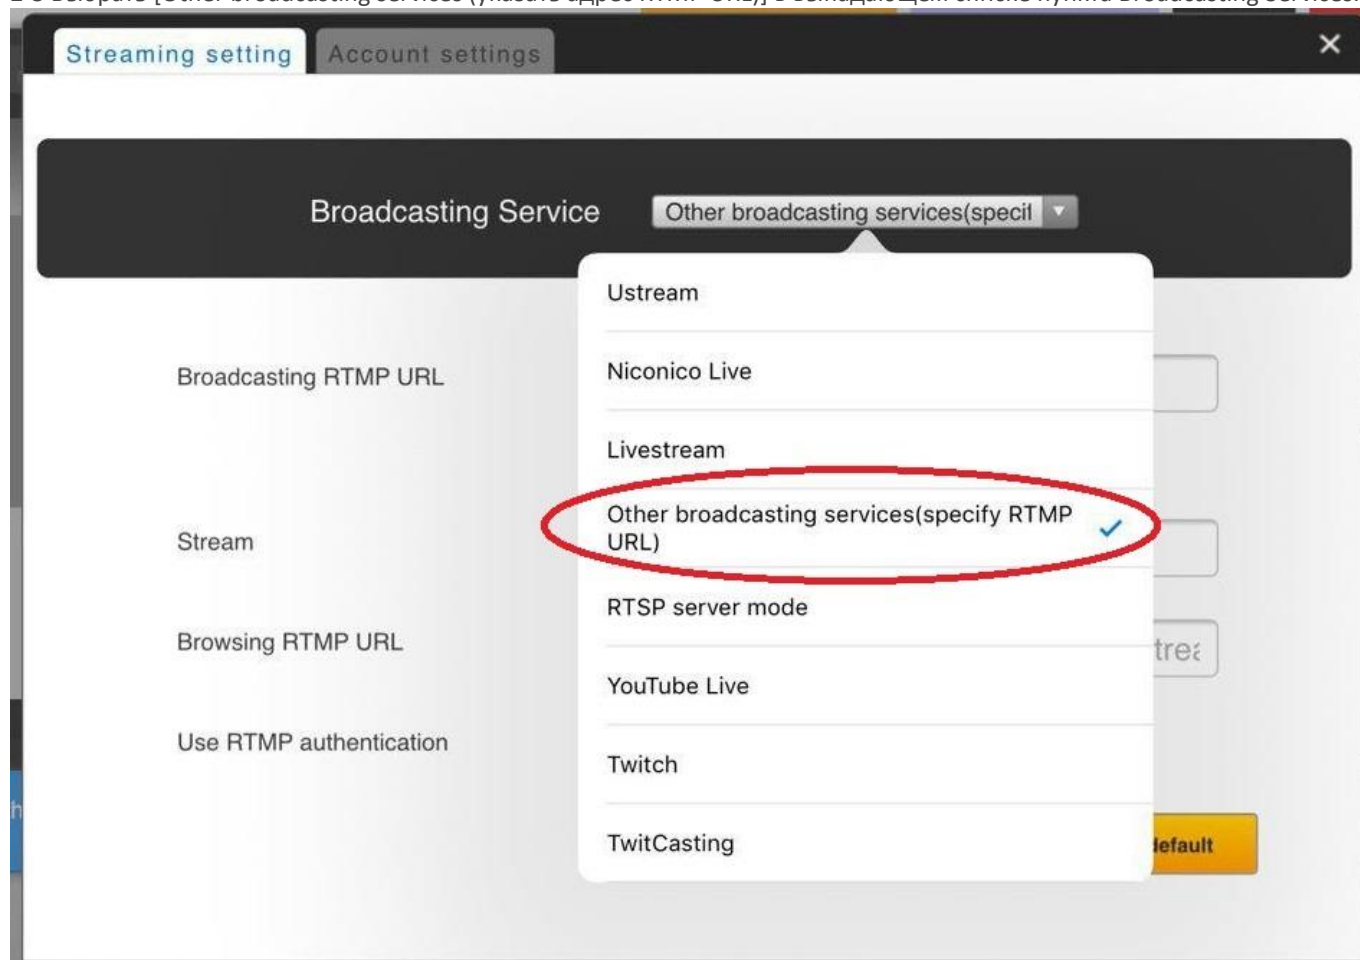 Streaming setting Account settings
Broadcasting Service Other broadcasting services(specif
Ustream
Broadcasting RTMP URL
Niconico Live
Livestream
Other broadcasting services(specify RTMP
URL)
Stream
RTSP server mode
Browsing RTMP URL
YouTube Live
Use RTMP authentication
Twitch
TwitCasting
default